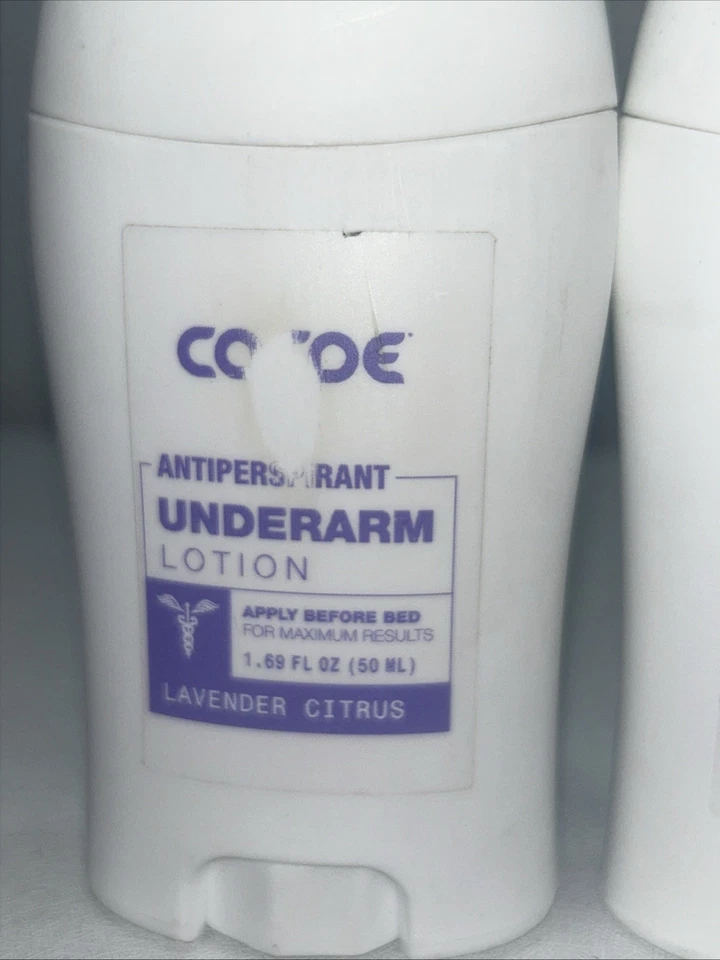 ANTIPERSPIRANT
UNDERARM
LOTION
APPLY BEFORE BED
FOR MAXIMUM RESULTS
1.69 FL OZ (50 ML)
LAVENDER CITRUS